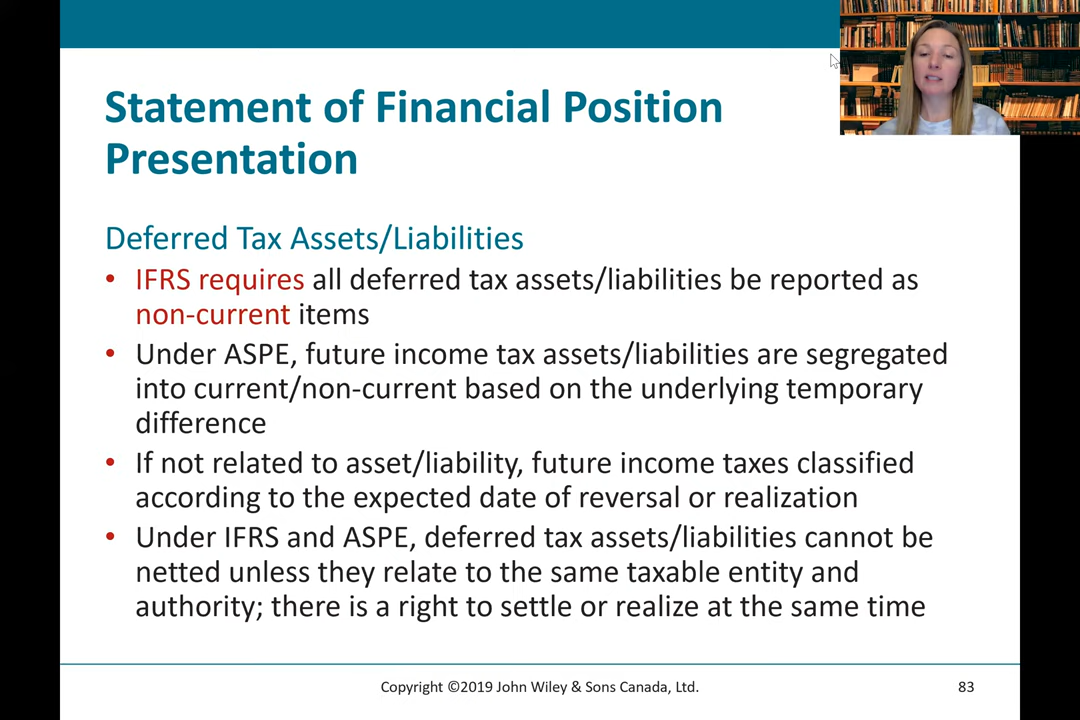 Statement of Financial Position
Presentation
Deferred Tax Assets/Liabilities
• IFRS requires all deferred tax assets/liabilities be reported as
non-current items
• Under ASPE, future income tax assets/liabilities are segregated
into current/non-current based on the underlying temporary
difference
• If not related to asset/liability, future income taxes classified
according to the expected date of reversal or realization
• Under IFRS and ASPE, deferred tax assets/liabilities cannot be
netted unless they relate to the same taxable entity and
authority; there is a right to settle or realize at the same time
Copyright ©2019 John Wiley & Sons Canada, Ltd.
83